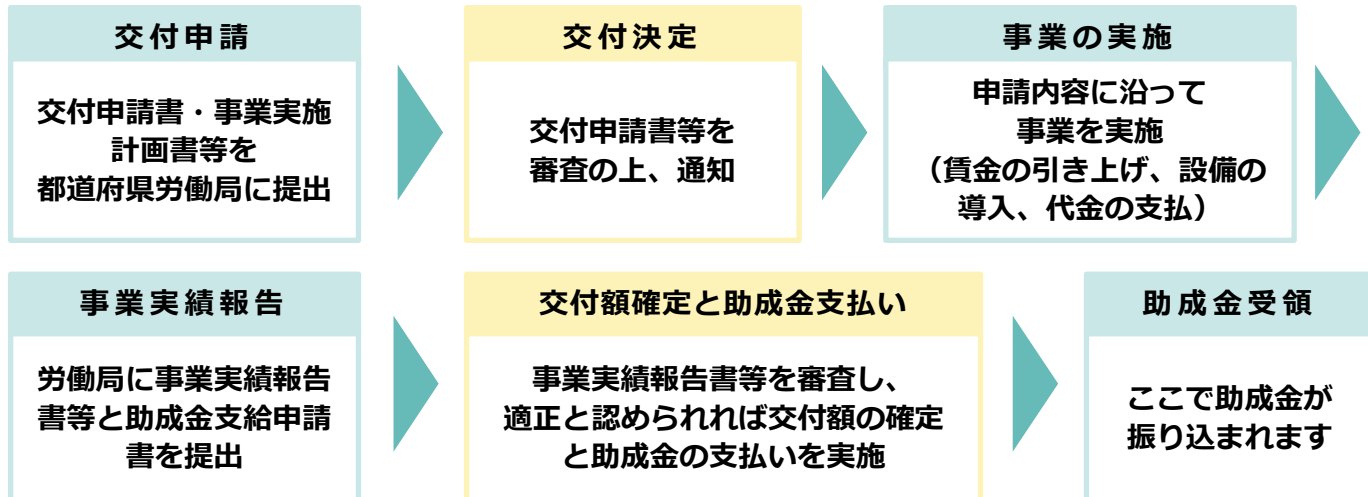 交付申請
交付申請書・事業実施
計画書等を
都道府県労働局に提出
交付決定
交付申請書等を
審査の上、通知
事業の実施
申請内容に沿って
事業を実施
（賃金の引き上げ、設備の
導入、代金の支払）
事業実績報告
労働局に事業実績報告
書等と助成金支給申請
書を提出
交付額確定と助成金支払い
事業実績報告書等を審査し、
適正と認められれば交付額の確定
と助成金の支払いを実施
助成金受領
ここで助成金が
振り込まれます